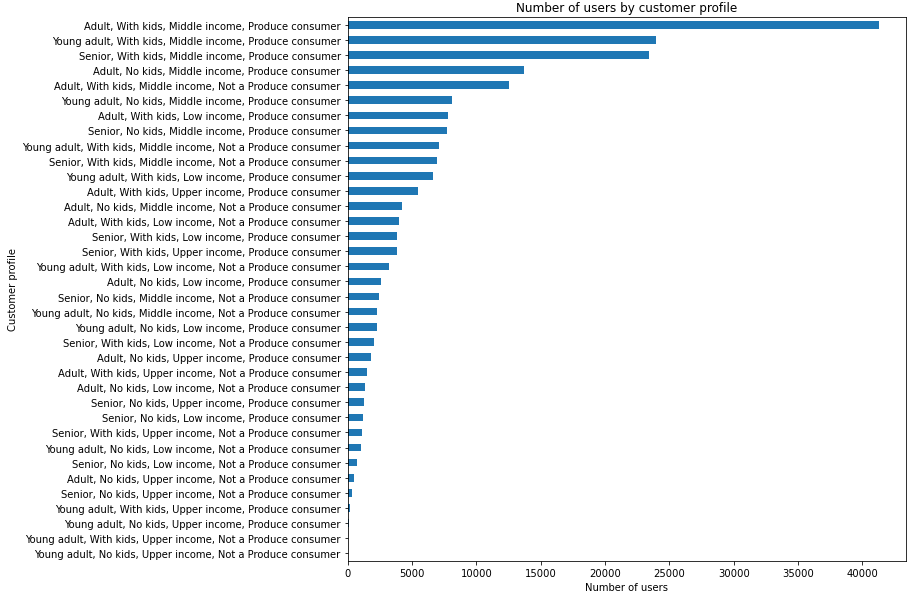 Number of users by customer profile
Adult, With kids, Middle income, Produce consumer
Young adult, With kids, Middle income, Produce consumer
Senior, With kids, Middle income, Produce consumer
Adult, No kids, Middle income, Produce consumer
Adult, With kids, Middle income, Not a Produce consumer
Young adult, No kids, Middle income, Produce consumer
Adult, With kids, Low income, Produce consumer
Senior, No kids, Middle income, Produce consumer
Young adult, With kids, Middle income, Not a Produce consumer
Senior, With kids, Middle income, Not a Produce consumer
Young adult, With kids, Low income, Produce consumer
Adult, With kids, Upper income, Produce consumer
Adult, No kids, Middle income, Not a Produce consumer
Adult, With kids, Low income, Not a Produce consumer
Senior, With kids, Low income, Produce consumer
Senior, With kids, Upper income, Produce consumer
Young adult, With kids, Low income, Not a Produce consumer
Adult, No kids, Low income, Produce consumer
Senior, No kids, Middle income, Not a Produce consumer
Young adult, No kids, Middle income, Not a Produce consumer
Young adult, No kids, Low income, Produce consumer
Senior, With kids, Low income, Not a Produce consumer
Adult, No kids, Upper income, Produce consumer
Adult, With kids, Upper income, Not a Produce consumer
Adult, No kids, Low income, Not a Produce consumer
Senior, No kids, Upper income, Produce consumer
Senior, No kids, Low income, Produce consumer
Senior, With kids, Upper income, Not a Produce consumer
Young adult, No kids, Low income, Not a Produce consumer
Senior, No kids, Low income, Not a Produce consumer
Adult, No kids, Upper income, Not a Produce consumer
Senior, No kids, Upper income, Not a Produce consumer
Young adult, With kids, Upper income, Produce consumer
Young adult, No kids, Upper income, Produce consumer
Young adult, With kids, Upper income, Not a Produce consumer
Young adult, No kids, Upper income, Not a Produce consumer
Customer profile
0 5000 10000 15000 20000 25000 30000 35000 40000
Number of users